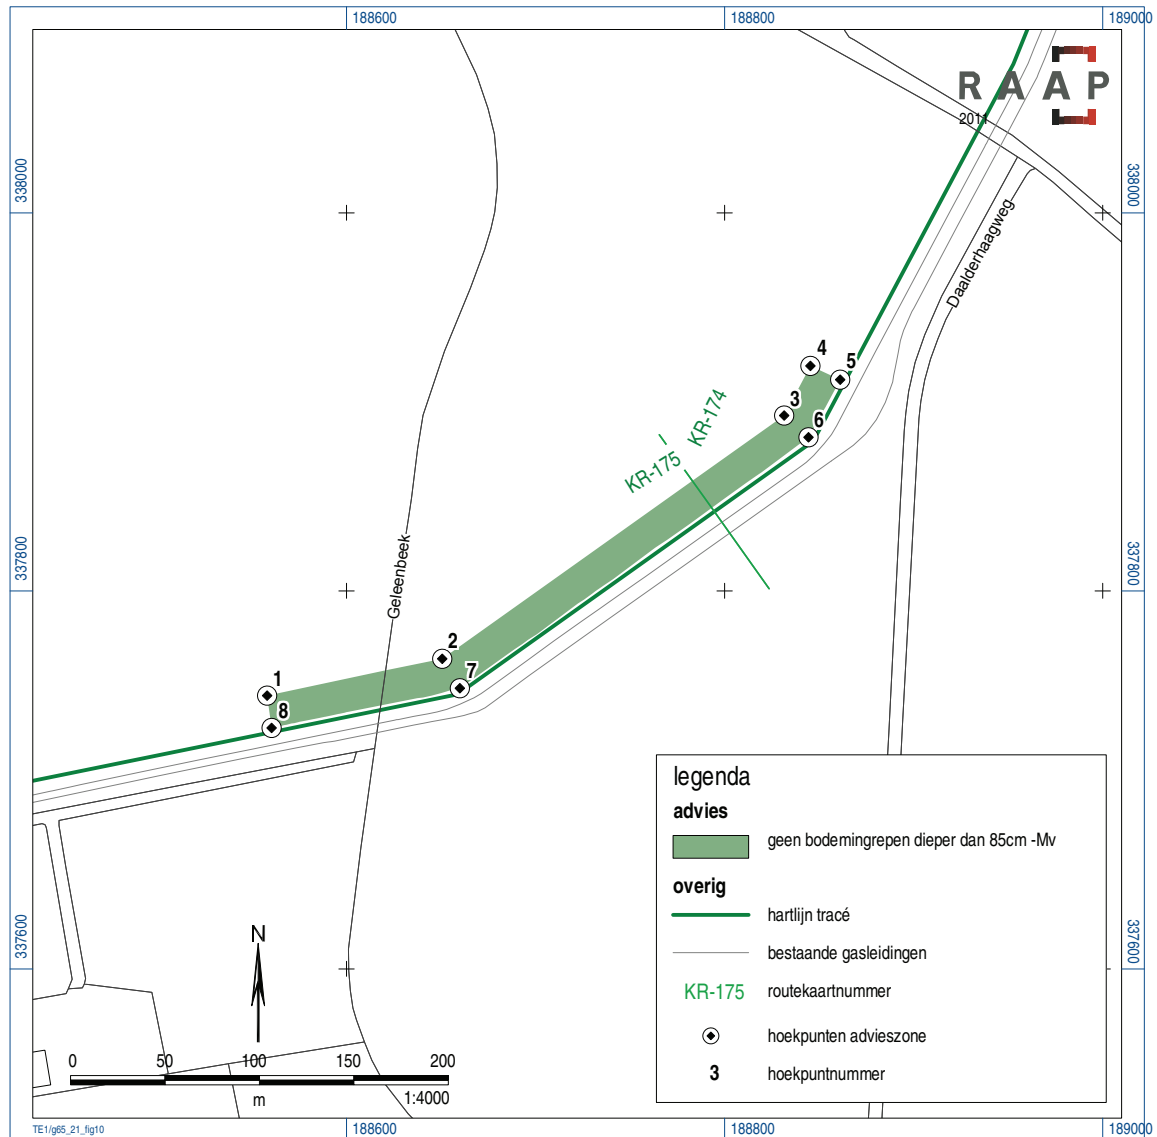 188600
188800
189000
RAAP
2011
338000
338000
Daalderhaagweg
4
5
3
6
KR-174
KR-175
337800
337800
Geleenbeek
2
7
1
8
legenda
advies
geen bodemingrepen dieper dan 85cm -Mv
overig
hartlijn tracé
bestaande gasleidingen
KR-175 routekaartnummer
hoekpunten advieszone
3 hoekpuntnummer
337600
337600
N
0 50 100 150 200
m 1:4000
TE1/g65_21_fig10
188600
188800
189000